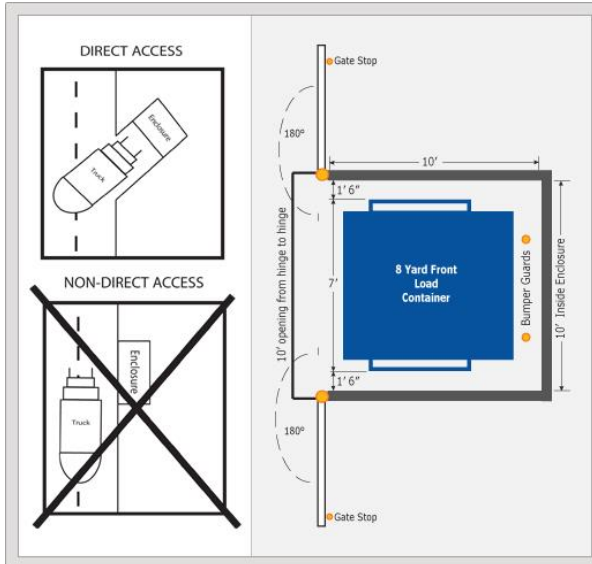 DIRECT ACCESS
Enclosure
Truck
NON-DIRECT ACCESS
Enclosure
Truck
Gate Stop
180°
10'
1' 6"
10' opening from hinge to hinge
7'
8 Yard Front
Load
Container
Bumper Guards
10' Inside Enclosure
1' 6"
180°
Gate Stop